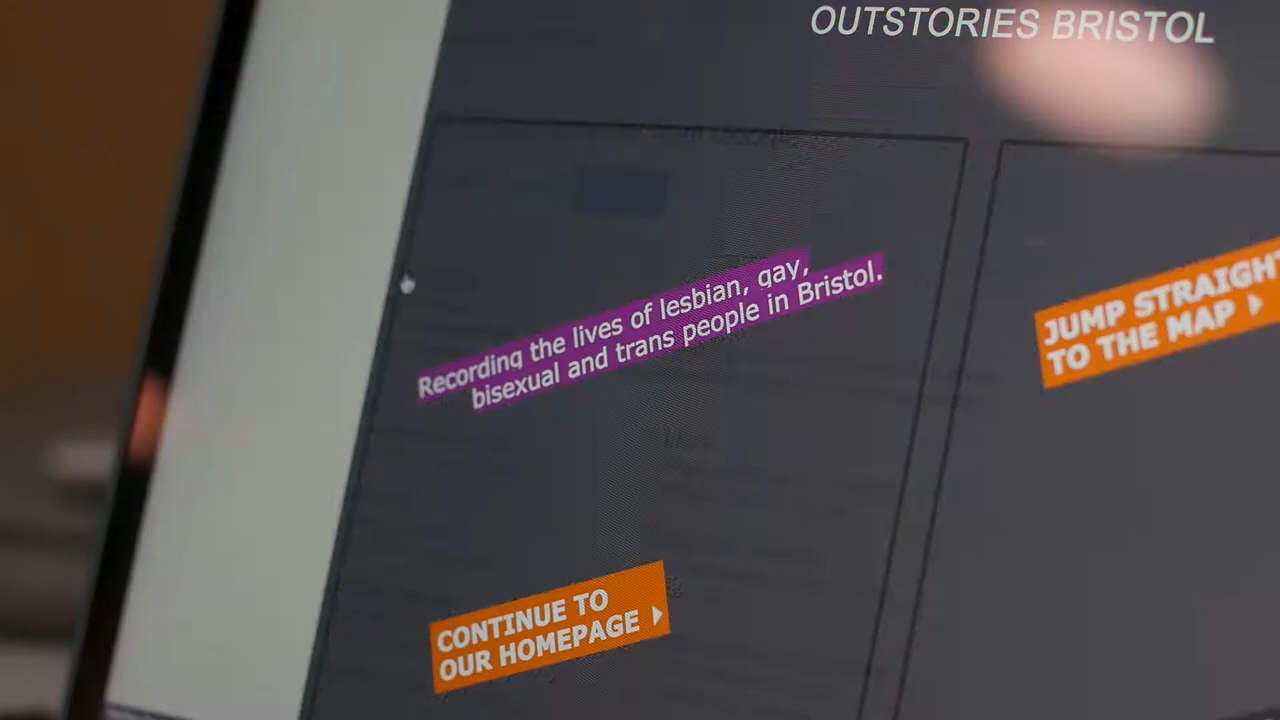 OUTSTORIES BRISTOL
Recording the lives of lesbian, gay,
bisexual and trans people in Bristol.
JUMP STRAIGHT
TO THE MAP
CONTINUE TO
OUR HOMEPAGE